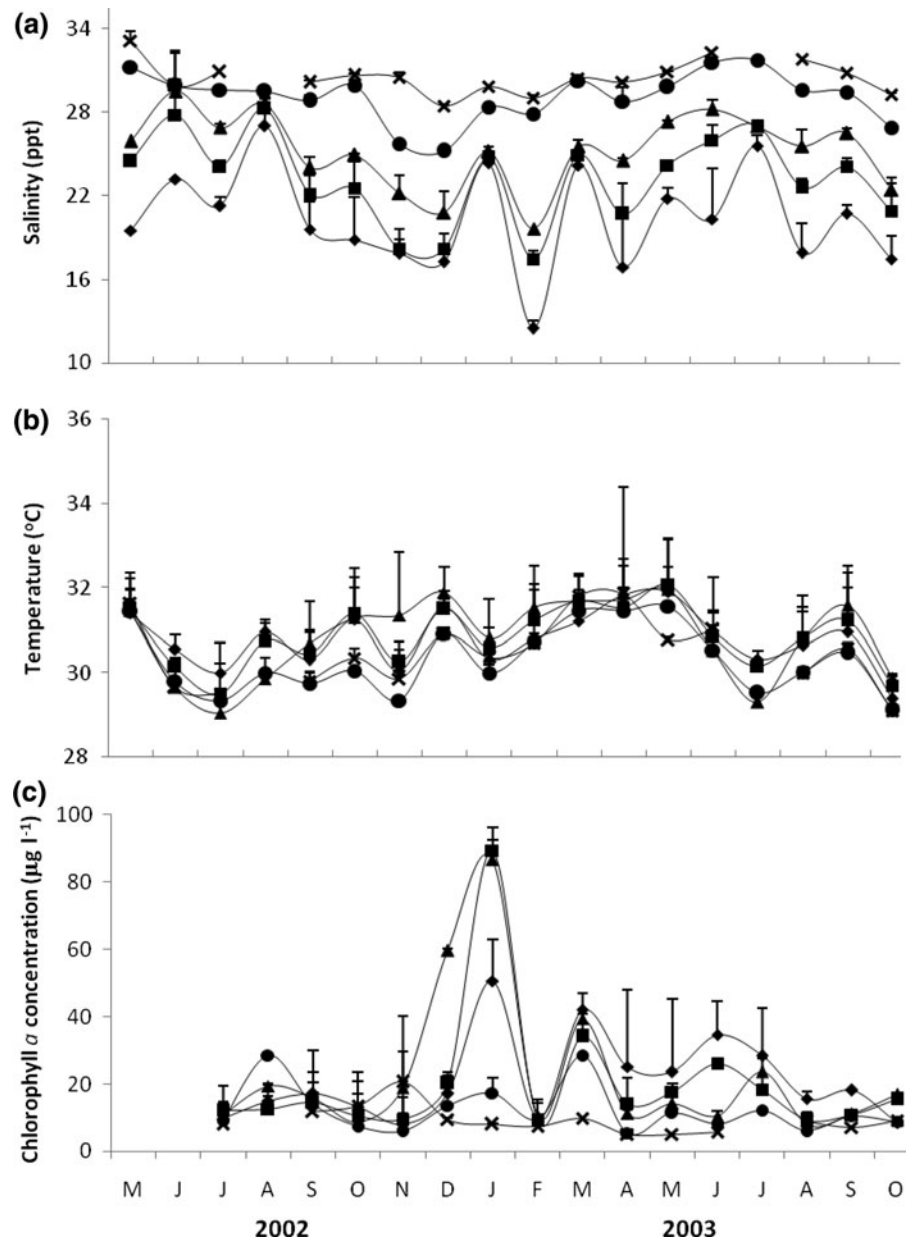 (a)
Salinity (ppt)
34
28
22
16
10
(b)
Temperature (°C)
36
34
32
30
28
(c)
Chlorophyll a concentration (µg l-1)
100
80
60
40
20
0
M J J A S O N D J F M A M J J A S O
2002 2003